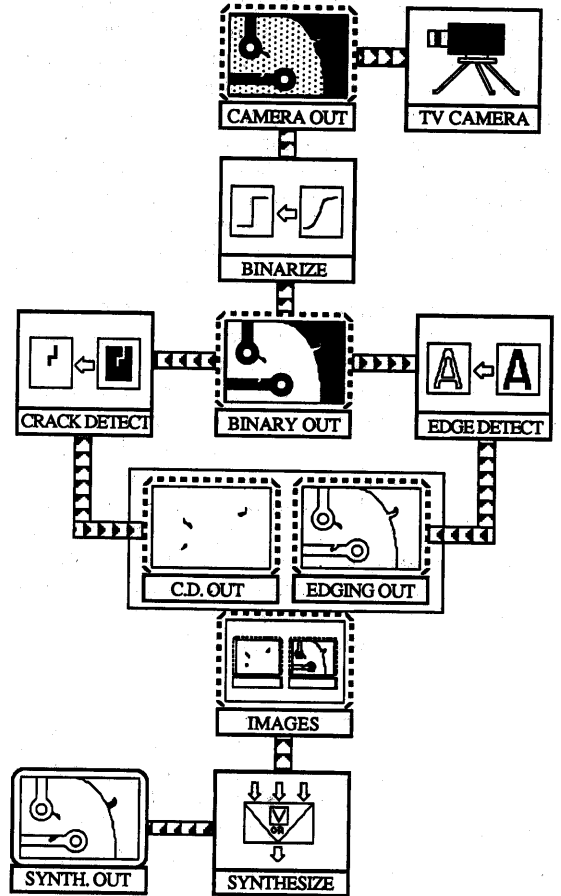 CAMERA OUT
TV CAMERA
BINARIZE
CRACK DETECT
BINARY OUT
A
A
EDGE DETECT
C.D. OUT
EDGING OUT
IMAGES
V
OR
SYNTH. OUT
SYNTHESIZE